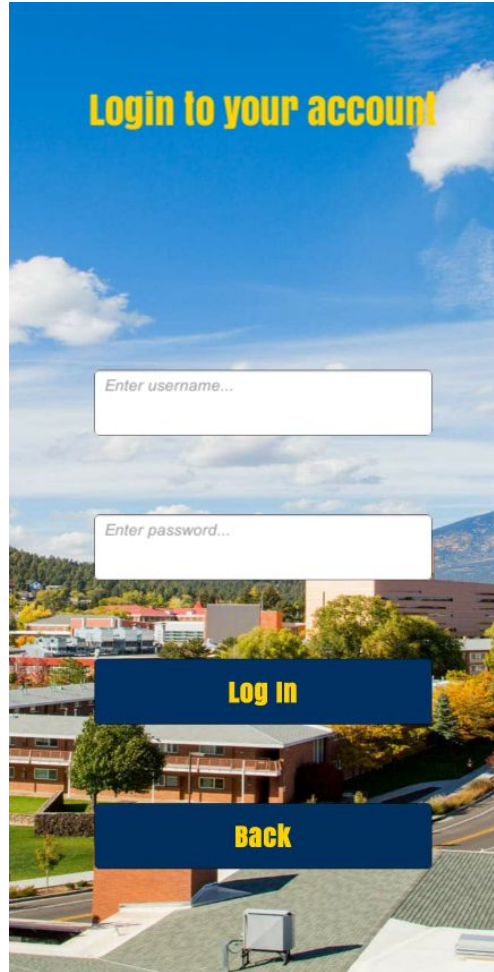 Login to your account
Enter username...
Enter password...
Log In
Back